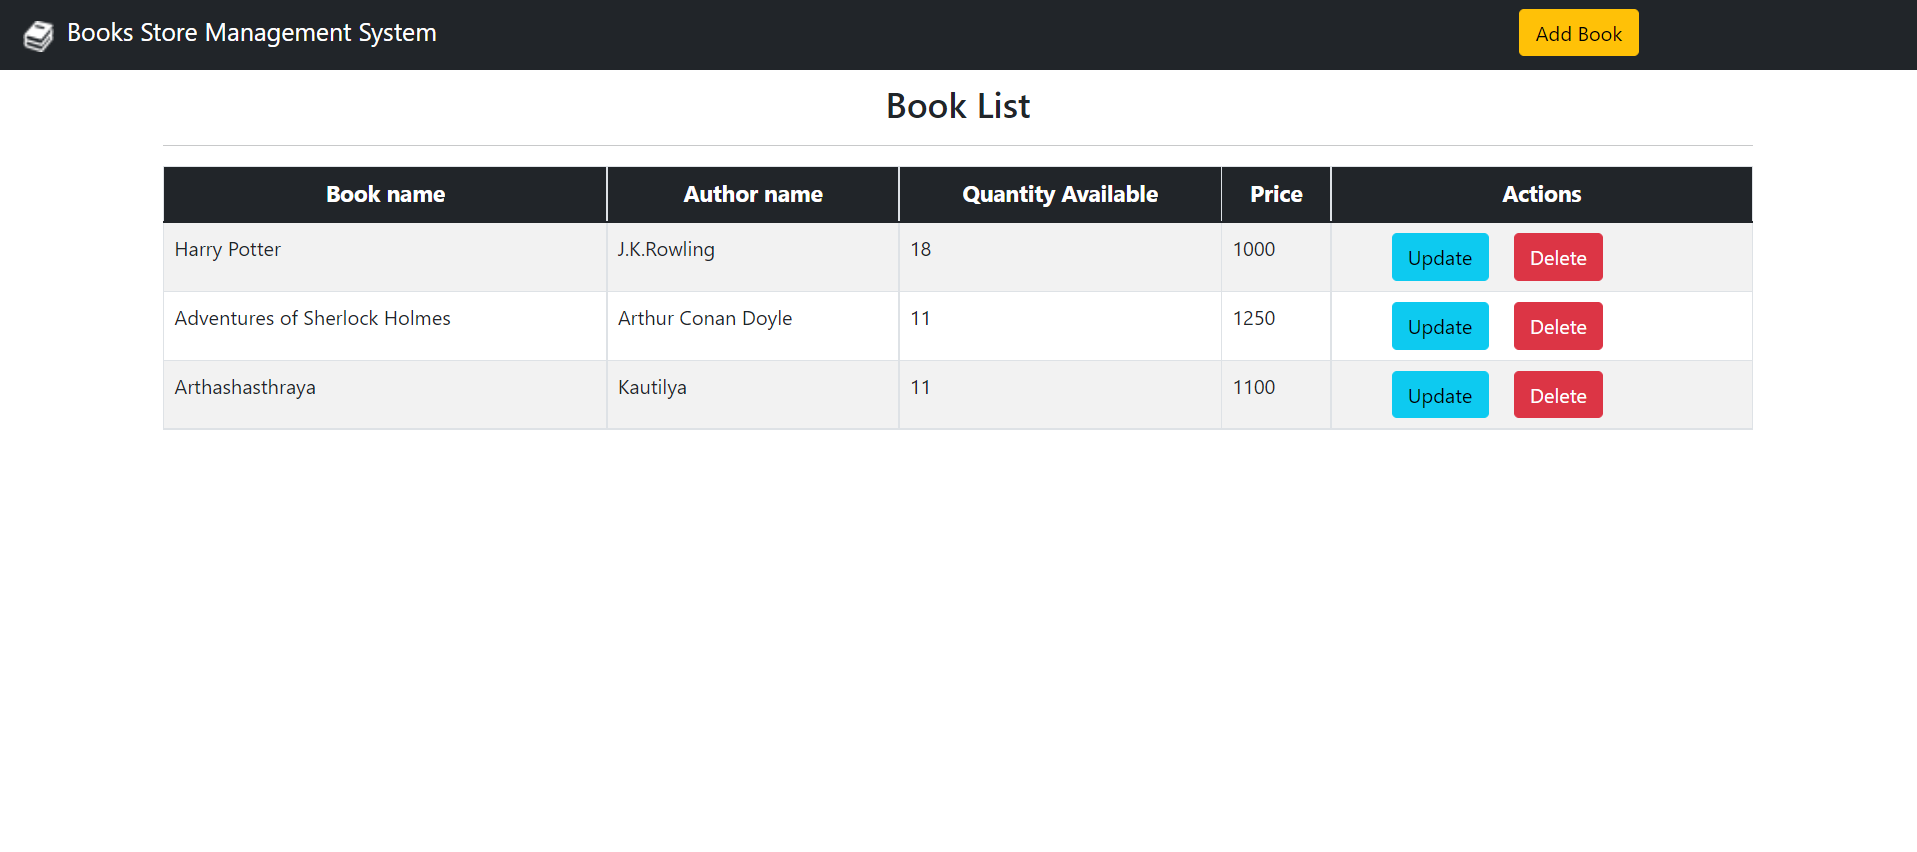 Books Store Management System Add Book
Book List
Book name Author name Quantity Available Price Actions
Harry Potter J.K.Rowling 18 1000 Update Delete
Adventures of Sherlock Holmes Arthur Conan Doyle 11 1250 Update Delete
Arthashasthraya Kautilya 11 1100 Update Delete